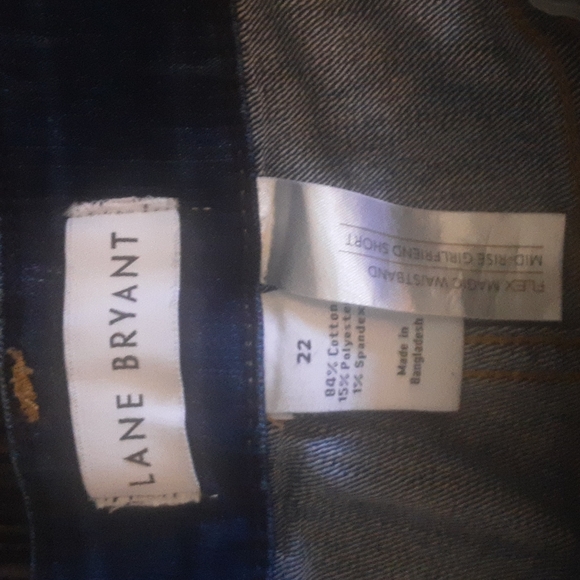 LANE BRYANT
22
84% Cotton
15% Polyester
1% Spandex
Made in
Bangladesh
FLEX MAGIC WAISTBAND
MID-RISE GIRLFRIEND SHORT